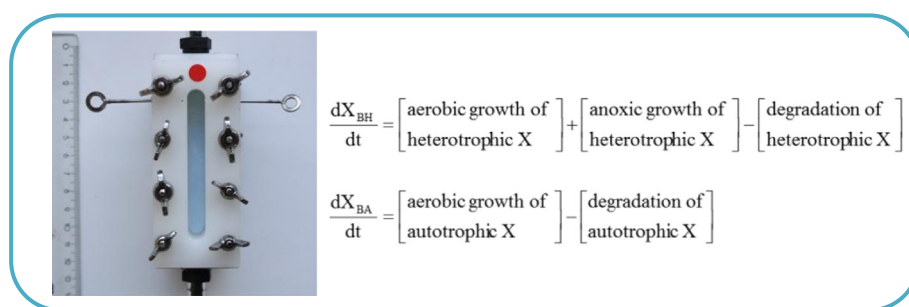 dX_BH/dt = [aerobic growth of heterotrophic X] + [anoxic growth of heterotrophic X] − [degradation of heterotrophic X]
dX_BA/dt = [aerobic growth of autotrophic X] − [degradation of autotrophic X]